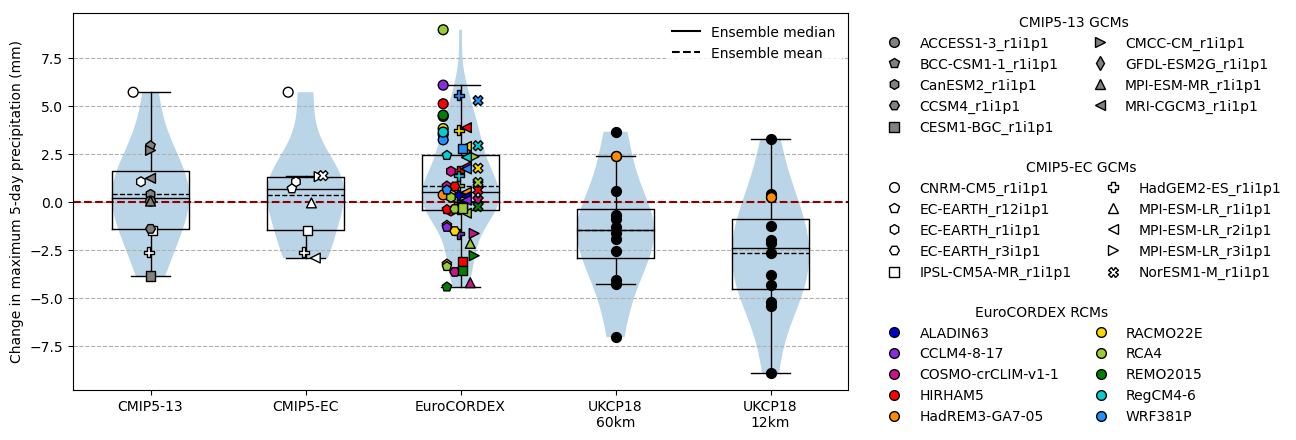 Change in maximum 5-day precipitation (mm)
7.5
5.0
2.5
0.0
−2.5
−5.0
−7.5
Ensemble median
Ensemble mean
CMIP5-13
CMIP5-EC
EuroCORDEX
UKCP18
60km
UKCP18
12km
CMIP5-13 GCMs
ACCESS1-3_r1i1p1
BCC-CSM1-1_r1i1p1
CanESM2_r1i1p1
CCSM4_r1i1p1
CESM1-BGC_r1i1p1
CMCC-CM_r1i1p1
GFDL-ESM2G_r1i1p1
MPI-ESM-MR_r1i1p1
MRI-CGCM3_r1i1p1
CMIP5-EC GCMs
CNRM-CM5_r1i1p1
EC-EARTH_r12i1p1
EC-EARTH_r1i1p1
EC-EARTH_r3i1p1
IPSL-CM5A-MR_r1i1p1
HadGEM2-ES_r1i1p1
MPI-ESM-LR_r1i1p1
MPI-ESM-LR_r2i1p1
MPI-ESM-LR_r3i1p1
NorESM1-M_r1i1p1
EuroCORDEX RCMs
ALADIN63
CCLM4-8-17
COSMO-crCLIM-v1-1
HIRHAM5
HadREM3-GA7-05
RACMO22E
RCA4
REMO2015
RegCM4-6
WRF381P